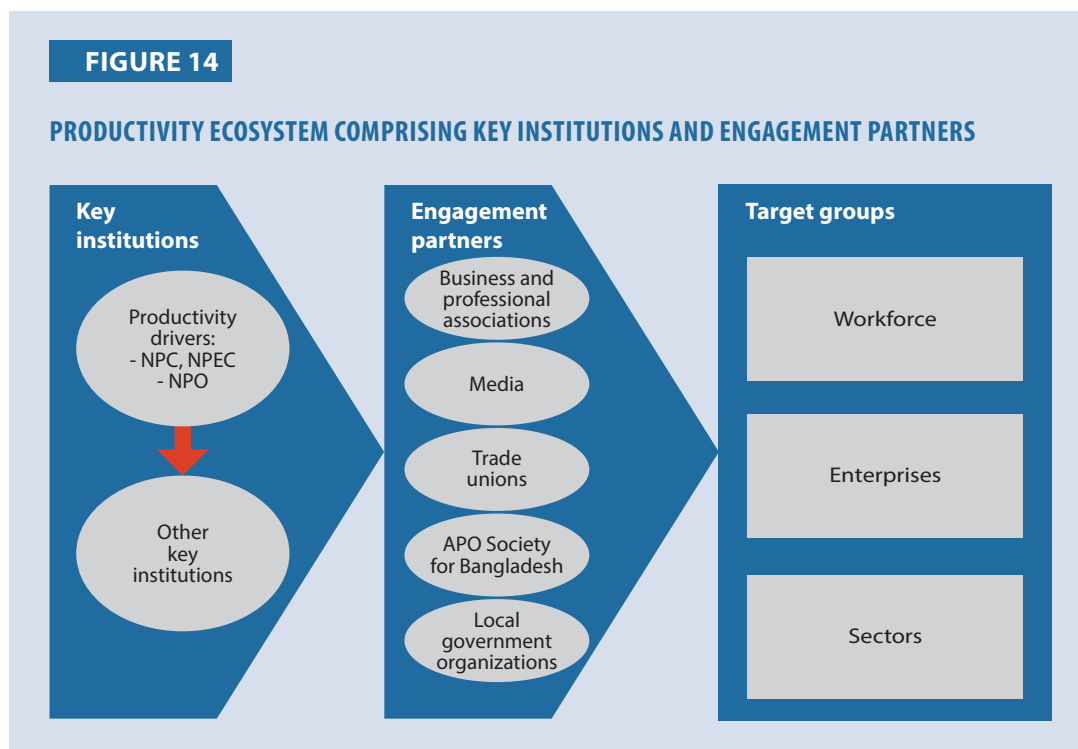 FIGURE 14
PRODUCTIVITY ECOSYSTEM COMPRISING KEY INSTITUTIONS AND ENGAGEMENT PARTNERS
Key
institutions
Productivity
drivers:
- NPC, NPEC
- NPO
Other
key
institutions
Engagement
partners
Business and
professional
associations
Media
Trade
unions
APO Society
for Bangladesh
Local
government
organizations
Target groups
Workforce
Enterprises
Sectors